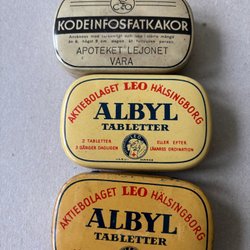 LEO
KODEINFOSFATKAKOR
APOTEKET LEJONET
VARA
AKTIEBOLAGET LEO HÄLSINGBORG
ALBYL
TABLETTER
2 TABLETTER
3 GÅNGER DAGLIGEN
ELLER EFTER
LÄKARES ORDINATION
AKTIEBOLAGET LEO HÄLSINGBORG
ALBYL
TABLETTER